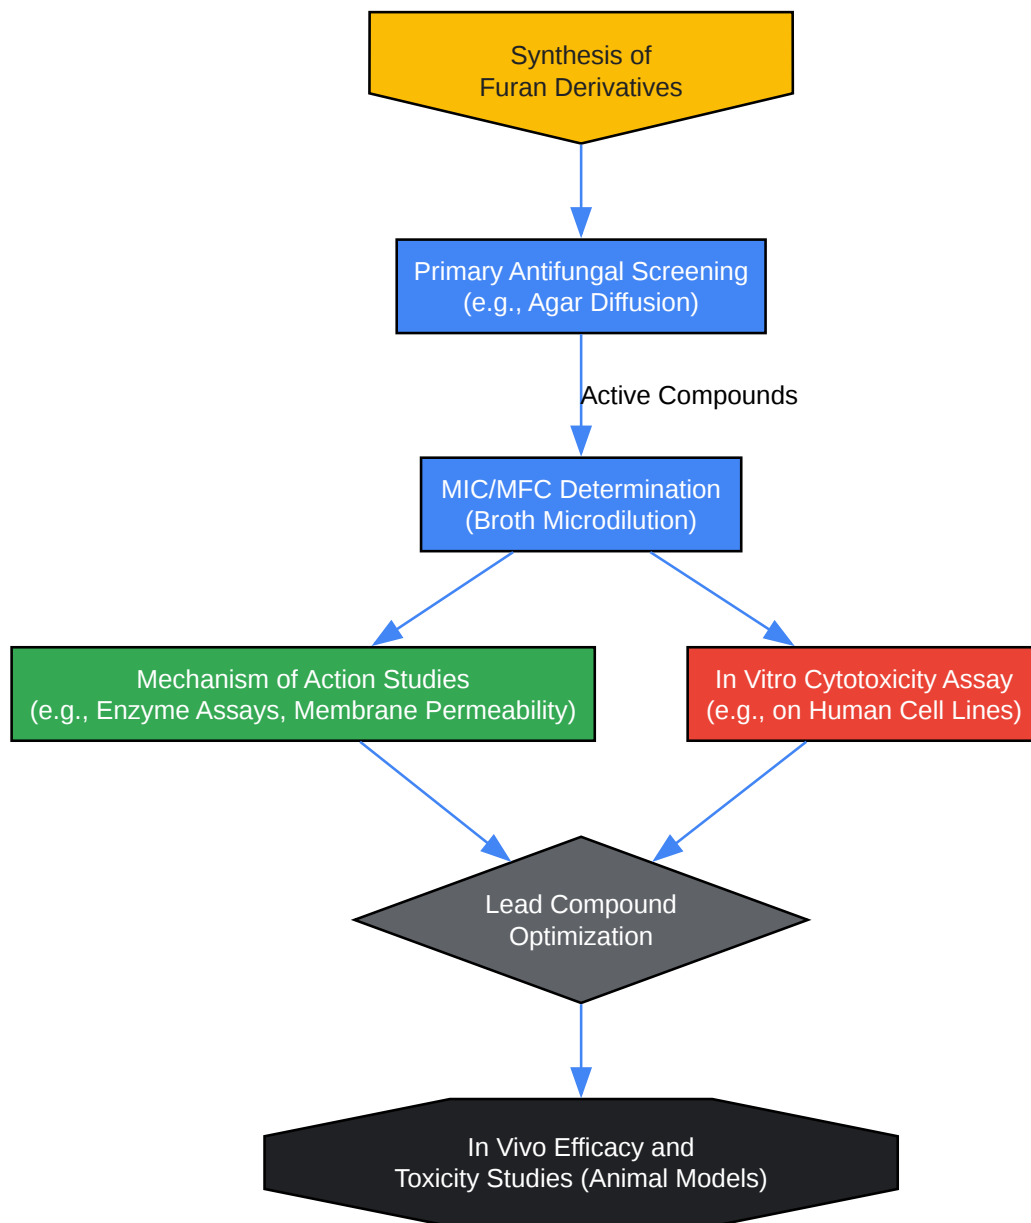 Synthesis of
Furan Derivatives
Primary Antifungal Screening
(e.g., Agar Diffusion)
Active Compounds
MIC/MFC Determination
(Broth Microdilution)
Mechanism of Action Studies
(e.g., Enzyme Assays, Membrane Permeability)
In Vitro Cytotoxicity Assay
(e.g., on Human Cell Lines)
Lead Compound
Optimization
In Vivo Efficacy and
Toxicity Studies (Animal Models)